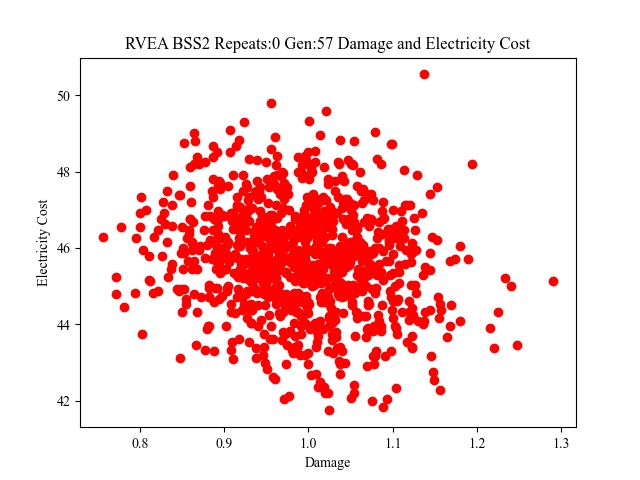 RVEA BSS2 Repeats:0 Gen:57 Damage and Electricity Cost
Electricity Cost
50
48
46
44
42
0.8 0.9 1.0 1.1 1.2 1.3
Damage